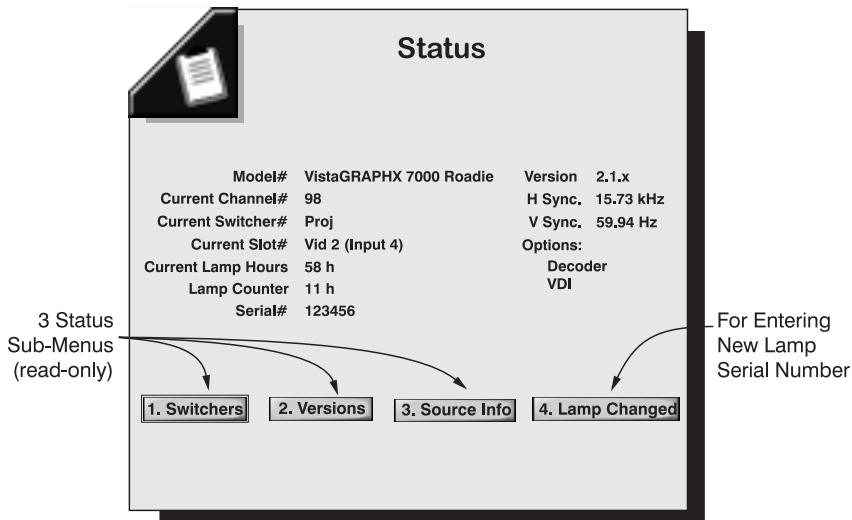 Status
Model# VistaGRAPHX 7000 Roadie
Current Channel# 98
Current Switcher# Proj
Current Slot# Vid 2 (Input 4)
Current Lamp Hours 58 h
Lamp Counter 11 h
Serial# 123456
Version 2.1.x
H Sync. 15.73 kHz
V Sync. 59.94 Hz
Options:
Decoder
VDI
3 Status
Sub-Menus
(read-only)
For Entering
New Lamp
Serial Number
1. Switchers
2. Versions
3. Source Info
4. Lamp Changed